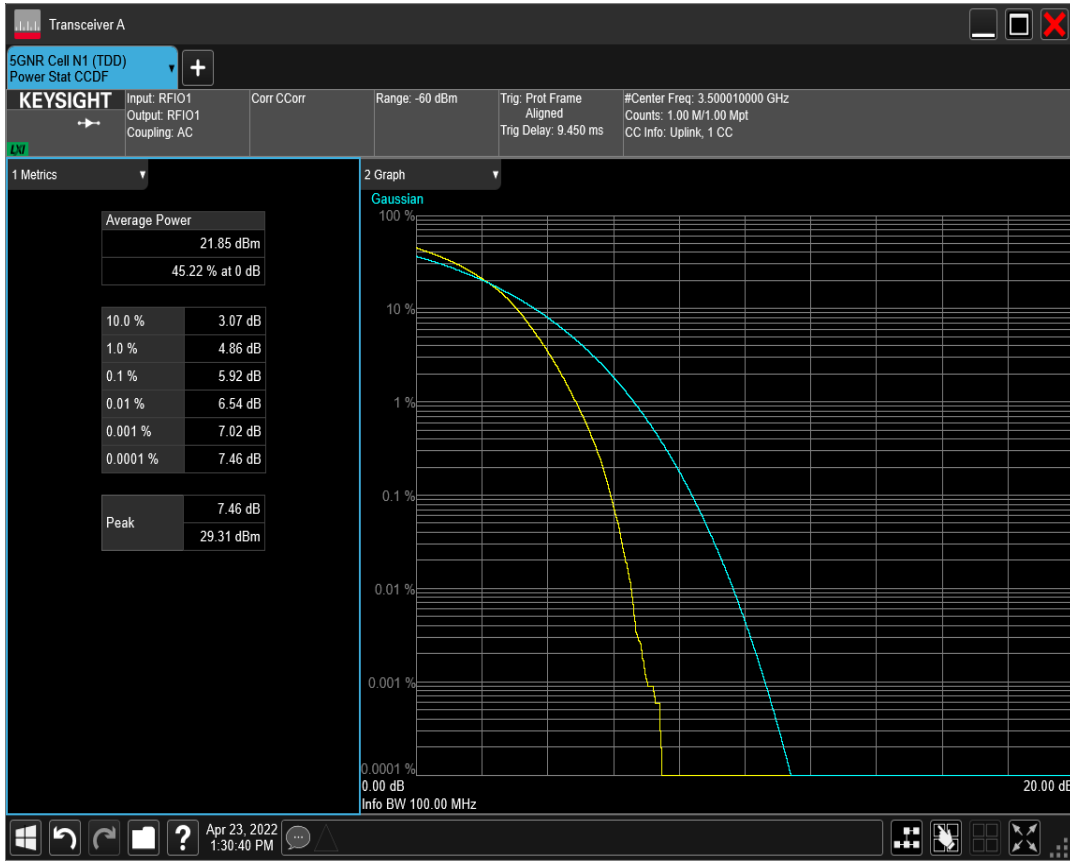 Transceiver A
5GNR Cell N1 (TDD)
Power Stat CCDF
+
KEYSIGHT
LXI
Input: RFIO1
Output: RFIO1
Coupling: AC
Corr CCorr
Range: -60 dBm
Trig: Prot Frame
Aligned
Trig Delay: 9.450 ms
#Center Freq: 3.500010000 GHz
Counts: 1.00 M/1.00 Mpt
CC Info: Uplink, 1 CC
1 Metrics
Average Power
21.85 dBm
45.22 % at 0 dB
10.0 % 3.07 dB
1.0 % 4.86 dB
0.1 % 5.92 dB
0.01 % 6.54 dB
0.001 % 7.02 dB
0.0001 % 7.46 dB
Peak
7.46 dB
29.31 dBm
2 Graph
Gaussian
100 %
10 %
1 %
0.1 %
0.01 %
0.001 %
0.0001 %
0.00 dB
20.00 dB
Info BW 100.00 MHz
?
Apr 23, 2022
1:30:40 PM